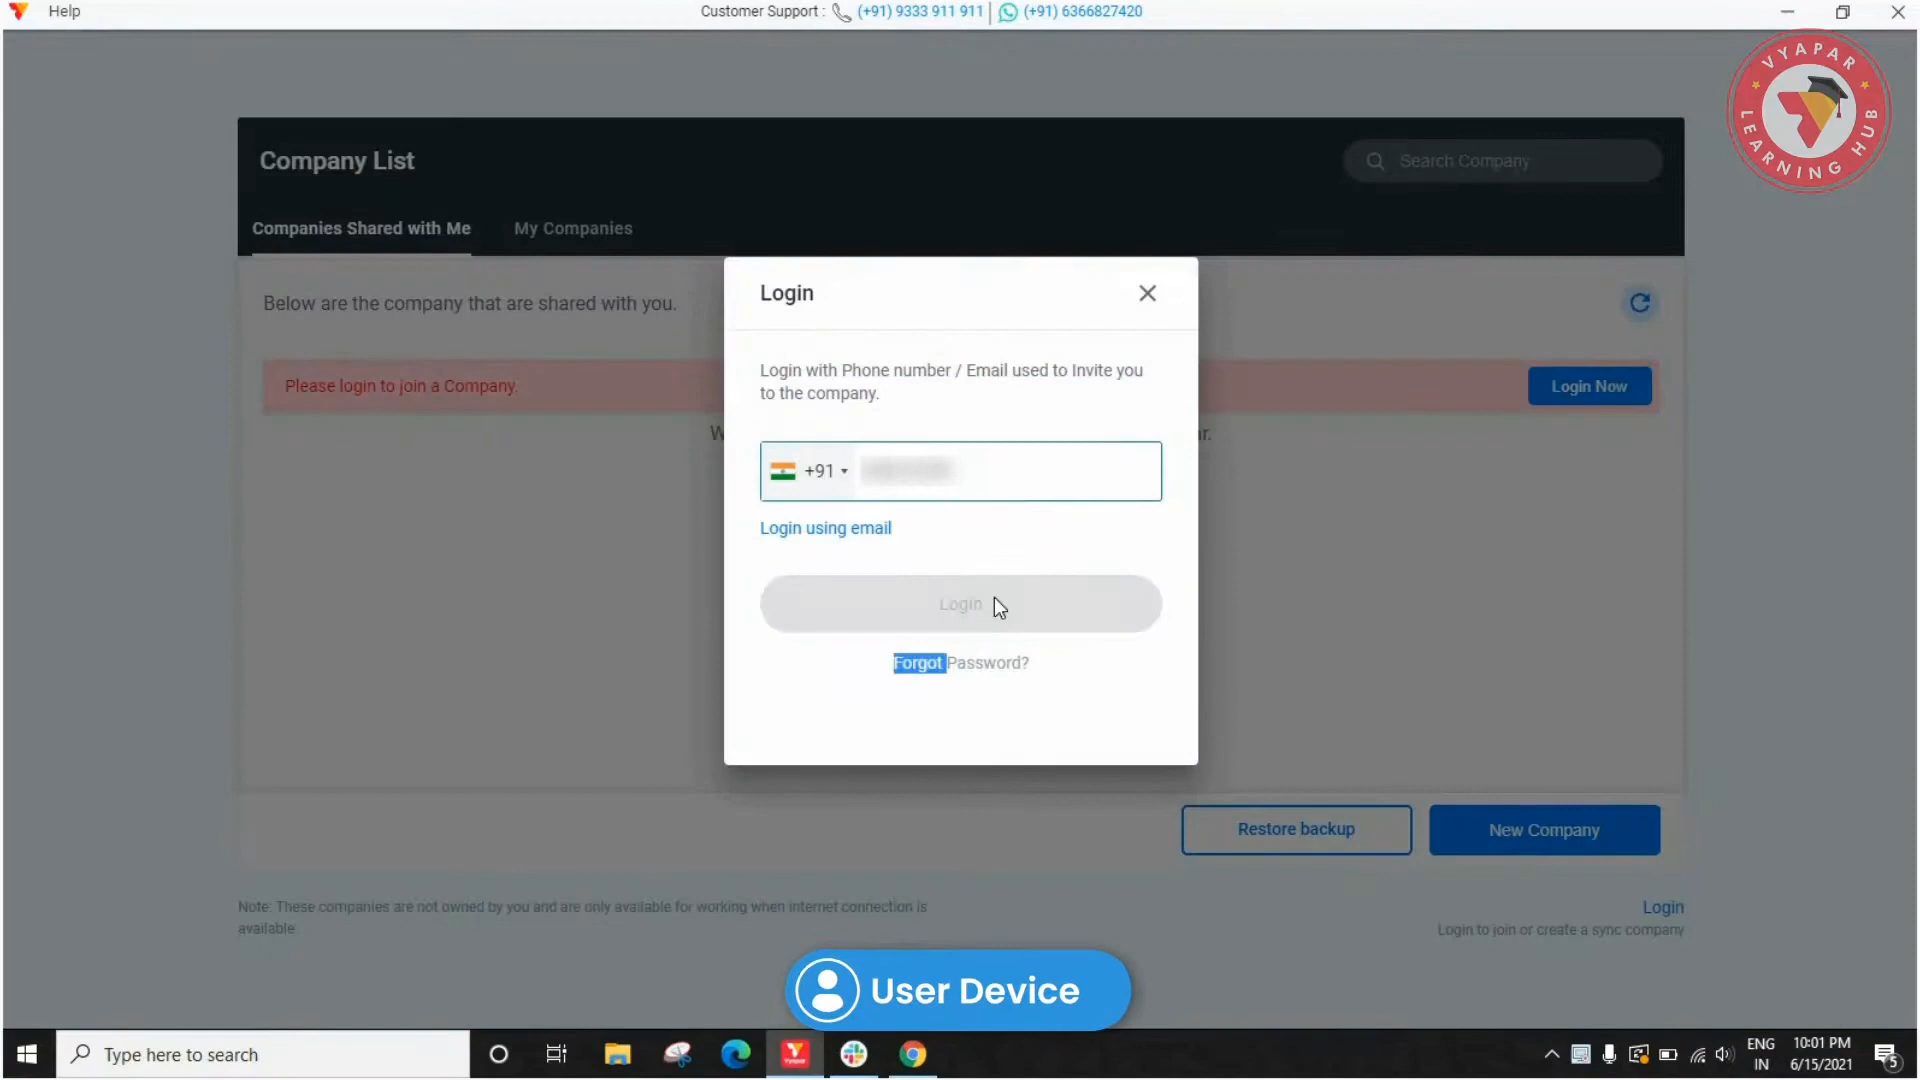 Help
Customer Support : (+91) 9333 911 911 | (+91) 6366827420
VYAPAR
LEARNING HUB
Company List
Search Company
Companies Shared with Me
My Companies
Below are the company that are shared with you.
Please login to join a Company.
Login Now
W
r.
Login
Login with Phone number / Email used to Invite you
to the company.
+91
Login using email
Login
Forgot Password?
Restore backup
New Company
Note: These companies are not owned by you and are only available for working when internet connection is
available
Login
Login to join or create a sync company
User Device
Type here to search
Vyapar
ENG
IN
10:01 PM
6/15/2021
5